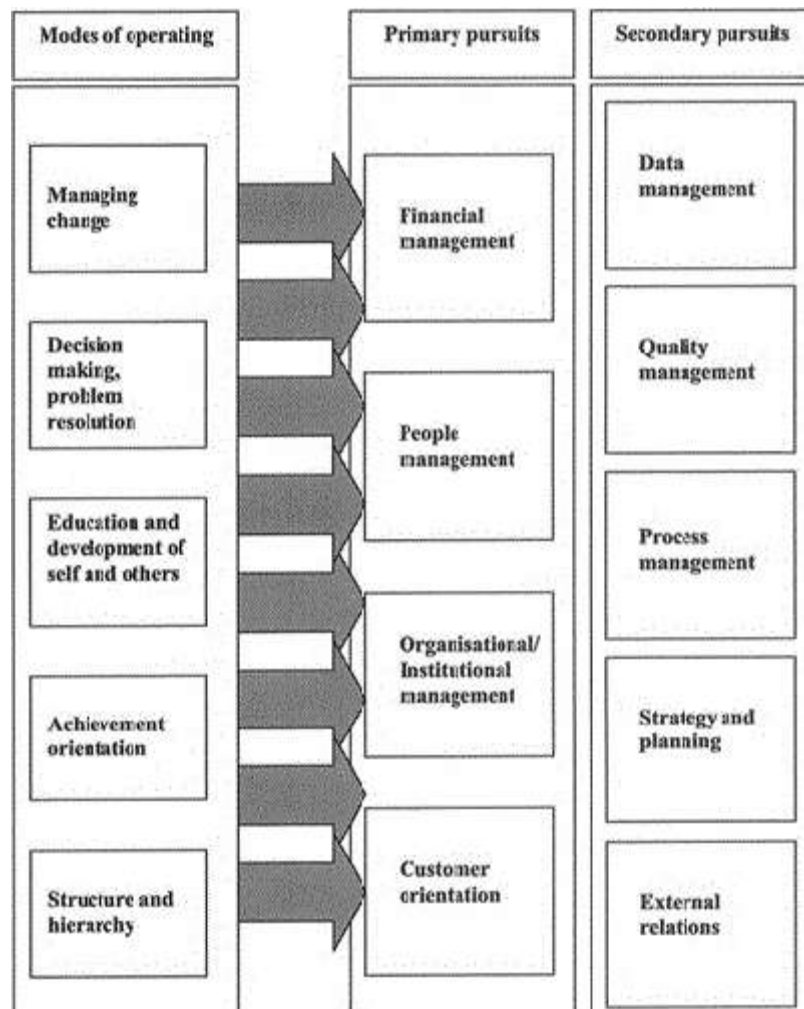 Modes of operating
Managing
change
Decision
making,
problem
resolution
Education and
development of
self and others
Achievement
orientation
Structure and
hierarchy
Primary pursuits
Financial
management
People
management
Organisational/
Institutional
management
Customer
orientation
Secondary pursuits
Data
management
Quality
management
Process
management
Strategy and
planning
External
relations